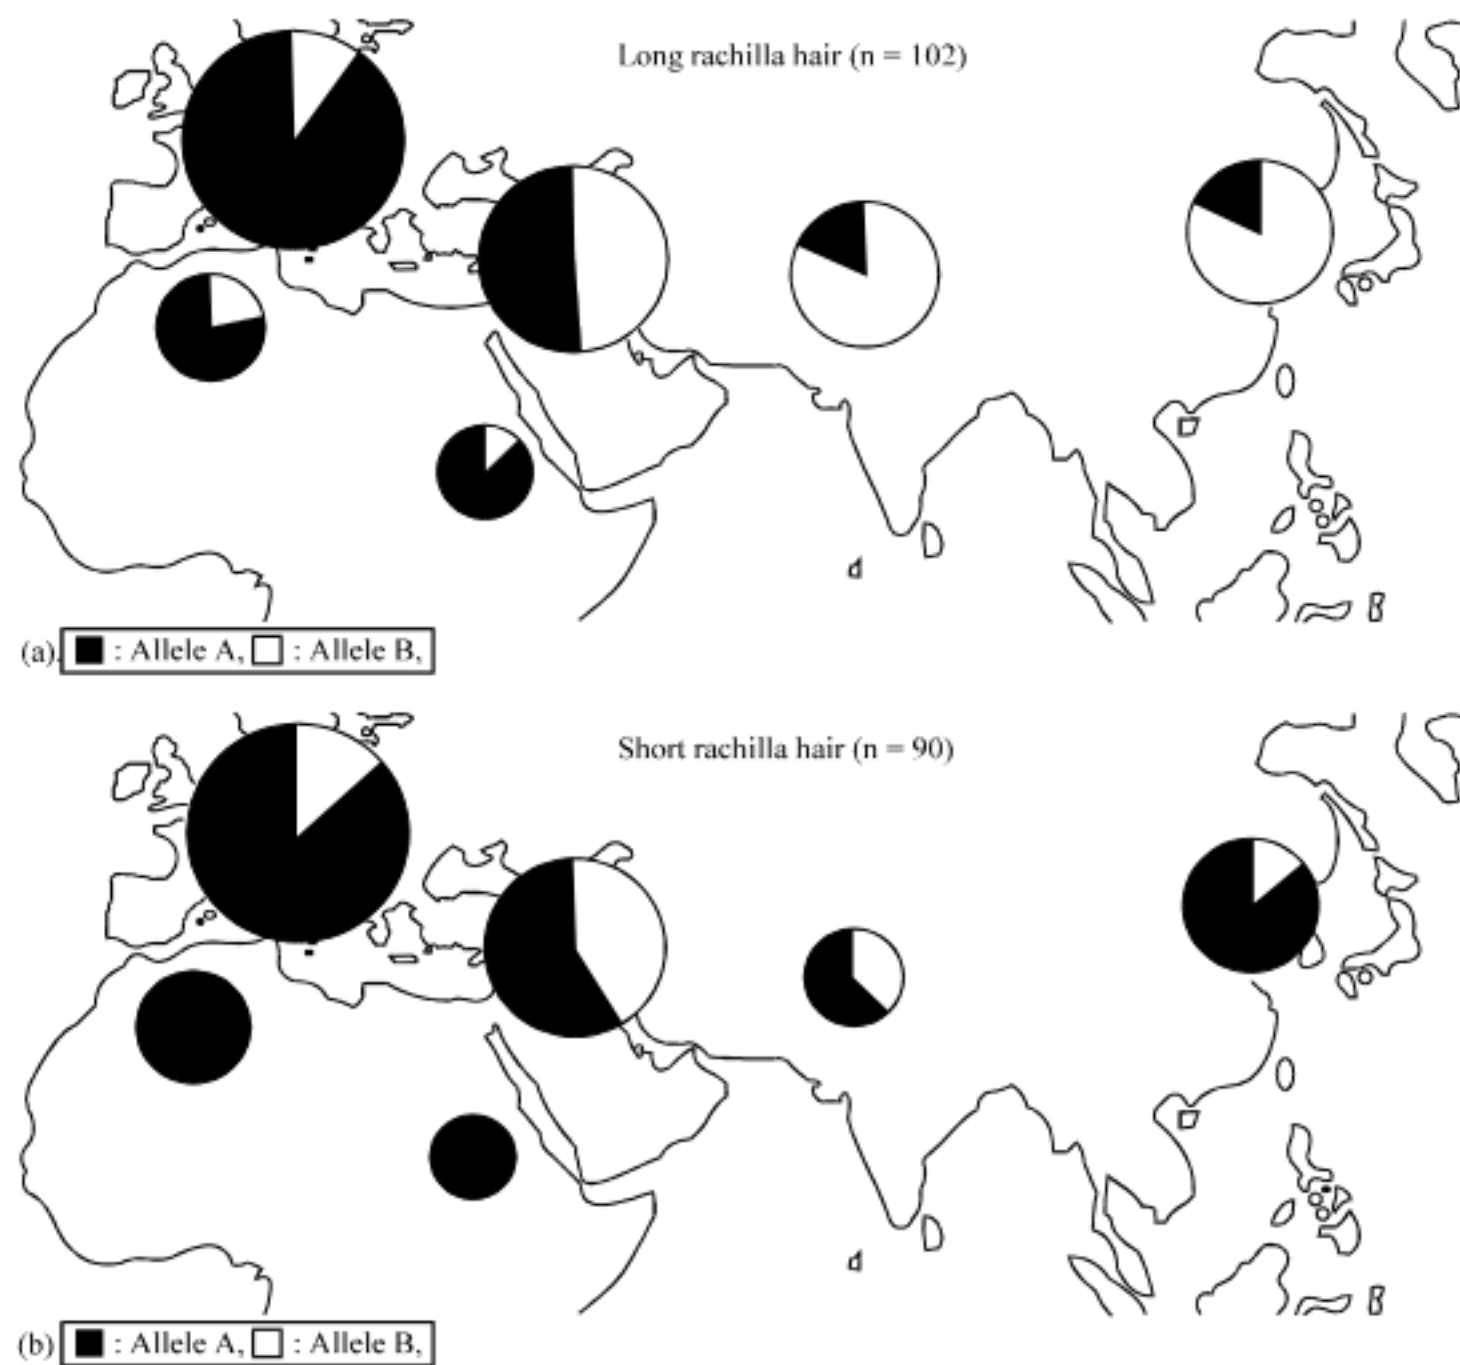 Long rachilla hair (n = 102)
(a). ■ : Allele A, □ : Allele B,
Short rachilla hair (n = 90)
(b) ■ : Allele A, □ : Allele B,